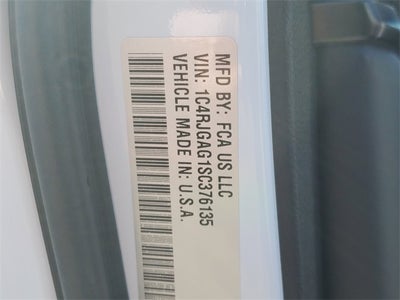 MFD BY: FCA US LLC
VIN: 1C4RJGAG1SC376135
VEHICLE MADE IN: U.S.A.